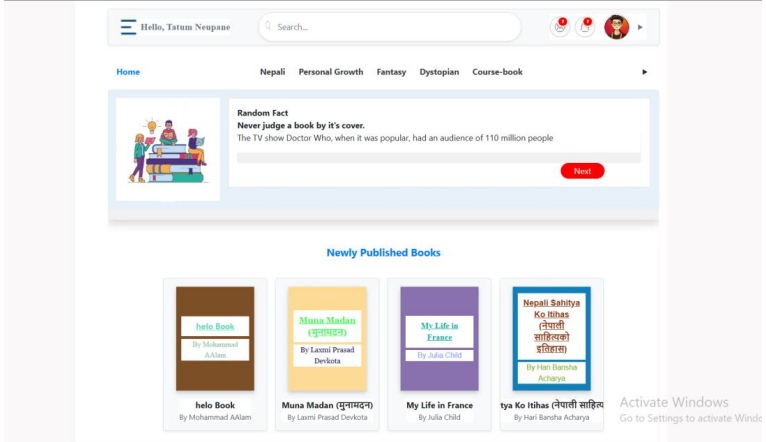 Hello, Tatum Neupane
Search...
Home Nepali Personal Growth Fantasy Dystopian Course-book
Random Fact
Never judge a book by it's cover.
The TV show Doctor Who, when it was popular, had an audience of 110 million people
Next
Newly Published Books
helo Book
By Mohammad
AAlam
Muna Madan
(मुनामदन)
By Laxmi Prasad
Devkota
My Life in
France
By Julia Child
Nepali Sahitya
Ko Itihas
(नेपाली
साहित्यको
इतिहास)
By Hari Bansha
Acharya
helo Book
By Mohammad AAlam
Muna Madan (मुनामदन)
By Laxmi Prasad Devkota
My Life in France
By Julia Child
tya Ko Itihas (नेपाली साहित्य
By Hari Bansha Acharya
Activate Windows
Go to Settings to activate Windo